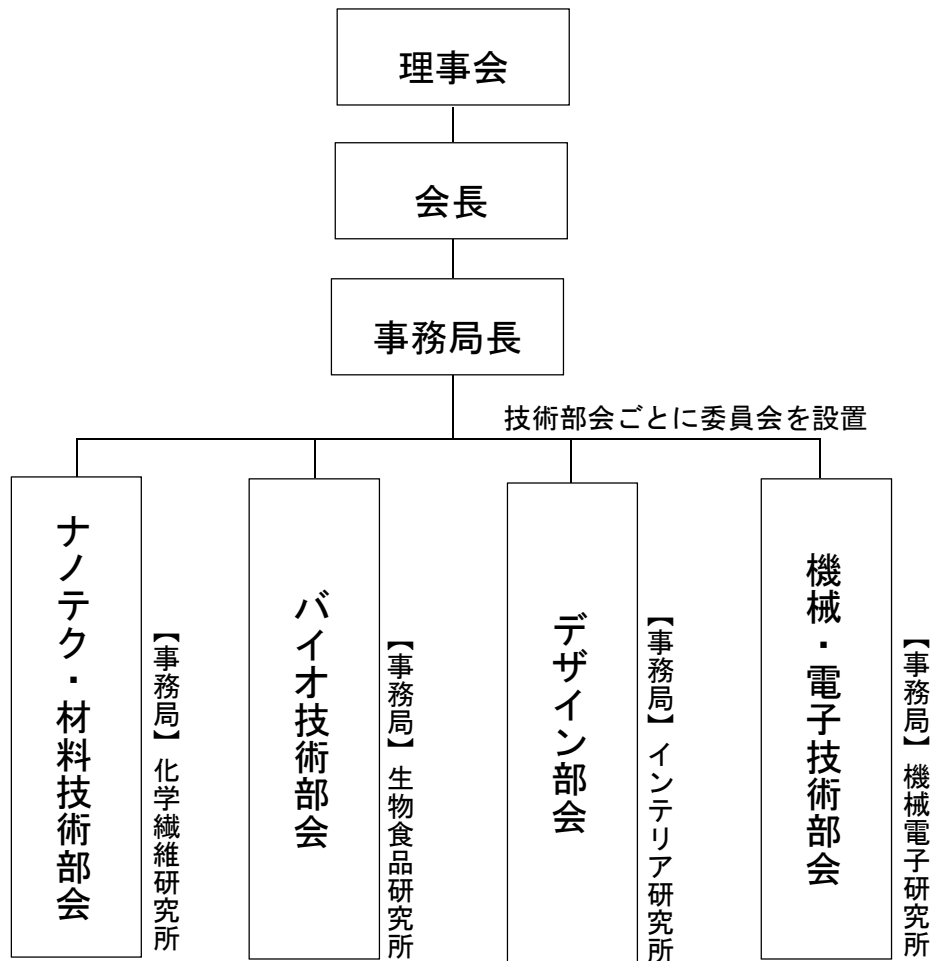 理事会
会長
事務局長
技術部会ごとに委員会を設置
ナノテク・材料技術部会
【事務局】化学繊維研究所
バイオ技術部会
【事務局】生物食品研究所
デザイン部会
【事務局】インテリア研究所
機械・電子技術部会
【事務局】機械電子研究所